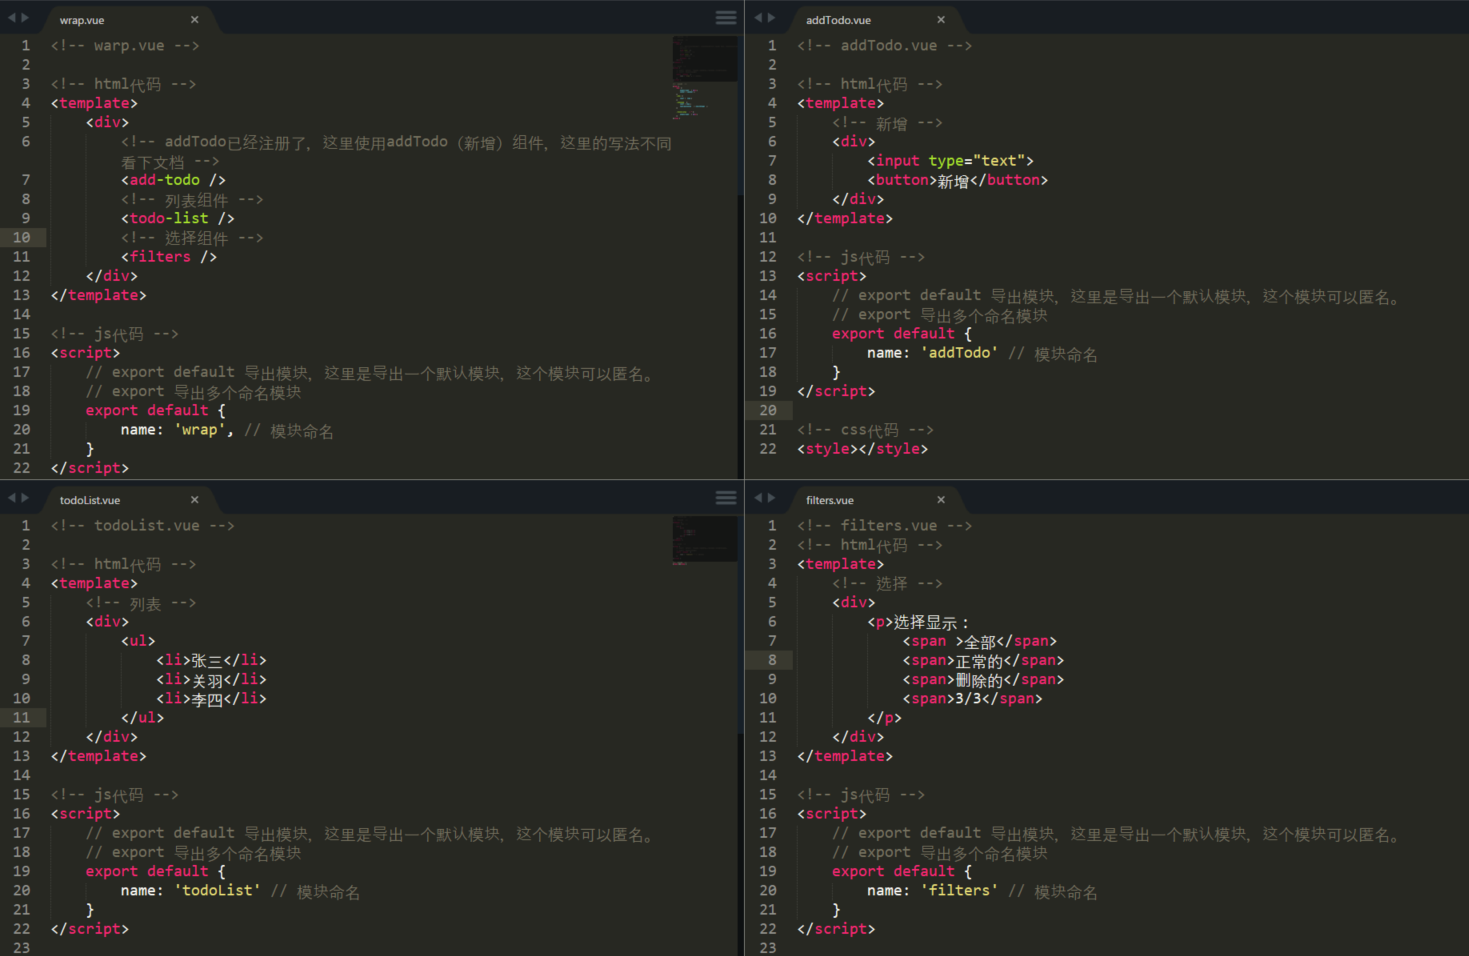 wrap.vue ×
1 <!-- warp.vue -->
2
3 <!-- html代码 -->
4 <template>
5 <div>
6 <!-- addTodo已经注册了，这里使用addTodo（新增）组件，这里的写法不同
看下文档 -->
7 <add-todo />
8 <!-- 列表组件 -->
9 <todo-list />
10 <!-- 选择组件 -->
11 <filters />
12 </div>
13 </template>
14
15 <!-- js代码 -->
16 <script>
17 // export default 导出模块，这里是导出一个默认模块，这个模块可以匿名。
18 // export 导出多个命名模块
19 export default {
20 name: 'wrap', // 模块命名
21 }
22 </script>
addTodo.vue ×
1 <!-- addTodo.vue -->
2
3 <!-- html代码 -->
4 <template>
5 <!-- 新增 -->
6 <div>
7 <input type="text">
8 <button>新增</button>
9 </div>
10 </template>
11
12 <!-- js代码 -->
13 <script>
14 // export default 导出模块，这里是导出一个默认模块，这个模块可以匿名。
15 // export 导出多个命名模块
16 export default {
17 name: 'addTodo' // 模块命名
18 }
19 </script>
20
21 <!-- css代码 -->
22 <style></style>
todoList.vue ×
1 <!-- todoList.vue -->
2
3 <!-- html代码 -->
4 <template>
5 <!-- 列表 -->
6 <div>
7 <ul>
8 <li>张三</li>
9 <li>关羽</li>
10 <li>李四</li>
11 </ul>
12 </div>
13 </template>
14
15 <!-- js代码 -->
16 <script>
17 // export default 导出模块，这里是导出一个默认模块，这个模块可以匿名。
18 // export 导出多个命名模块
19 export default {
20 name: 'todoList' // 模块命名
21 }
22 </script>
23
filters.vue ×
1 <!-- filters.vue -->
2 <!-- html代码 -->
3 <template>
4 <!-- 选择 -->
5 <div>
6 <p>选择显示：
7 <span >全部</span>
8 <span>正常的</span>
9 <span>删除的</span>
10 <span>3/3</span>
11 </p>
12 </div>
13 </template>
14
15 <!-- js代码 -->
16 <script>
17 // export default 导出模块，这里是导出一个默认模块，这个模块可以匿名。
18 // export 导出多个命名模块
19 export default {
20 name: 'filters' // 模块命名
21 }
22 </script>
23